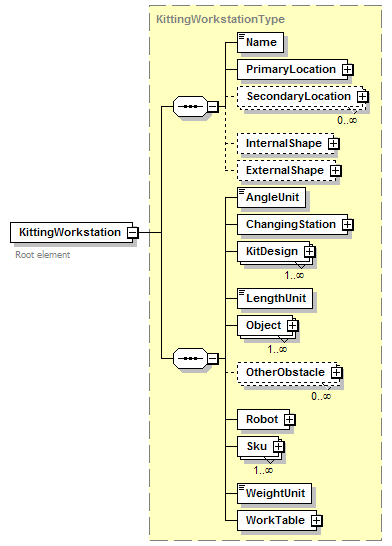 KittingWorkstationType
Name
PrimaryLocation
SecondaryLocation
0..∞
InternalShape
ExternalShape
KittingWorkstation
Root element
AngleUnit
ChangingStation
KitDesign
1..∞
LengthUnit
Object
1..∞
OtherObstacle
0..∞
Robot
Sku
1..∞
WeightUnit
WorkTable